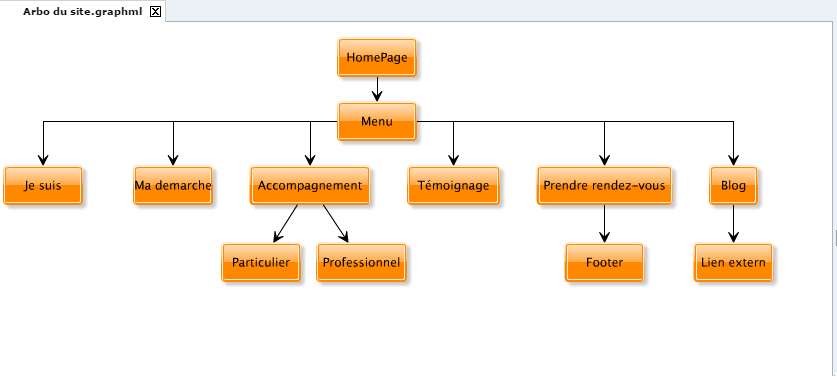 Arbo du site.graphml
HomePage
Menu
Je suis
Ma demarche
Accompagnement
Témoignage
Prendre rendez-vous
Blog
Particulier
Professionnel
Footer
Lien extern